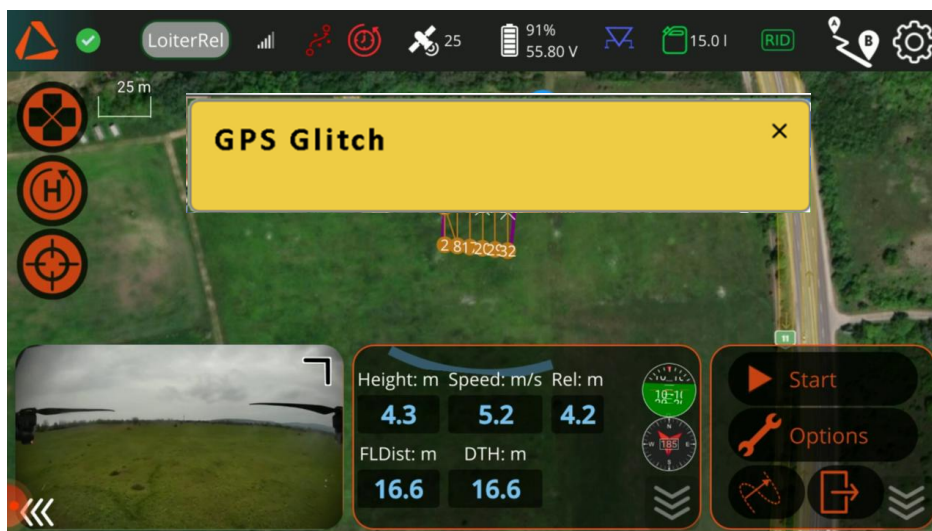 LoiterRel
25
91%
55.80 V
15.0 l
RID
A
B
25 m
GPS Glitch
×
H
11
Height: m Speed: m/s Rel: m
4.3 5.2 4.2
FLDist: m DTH: m
16.6 16.6
N
W 185 E
Start
Options